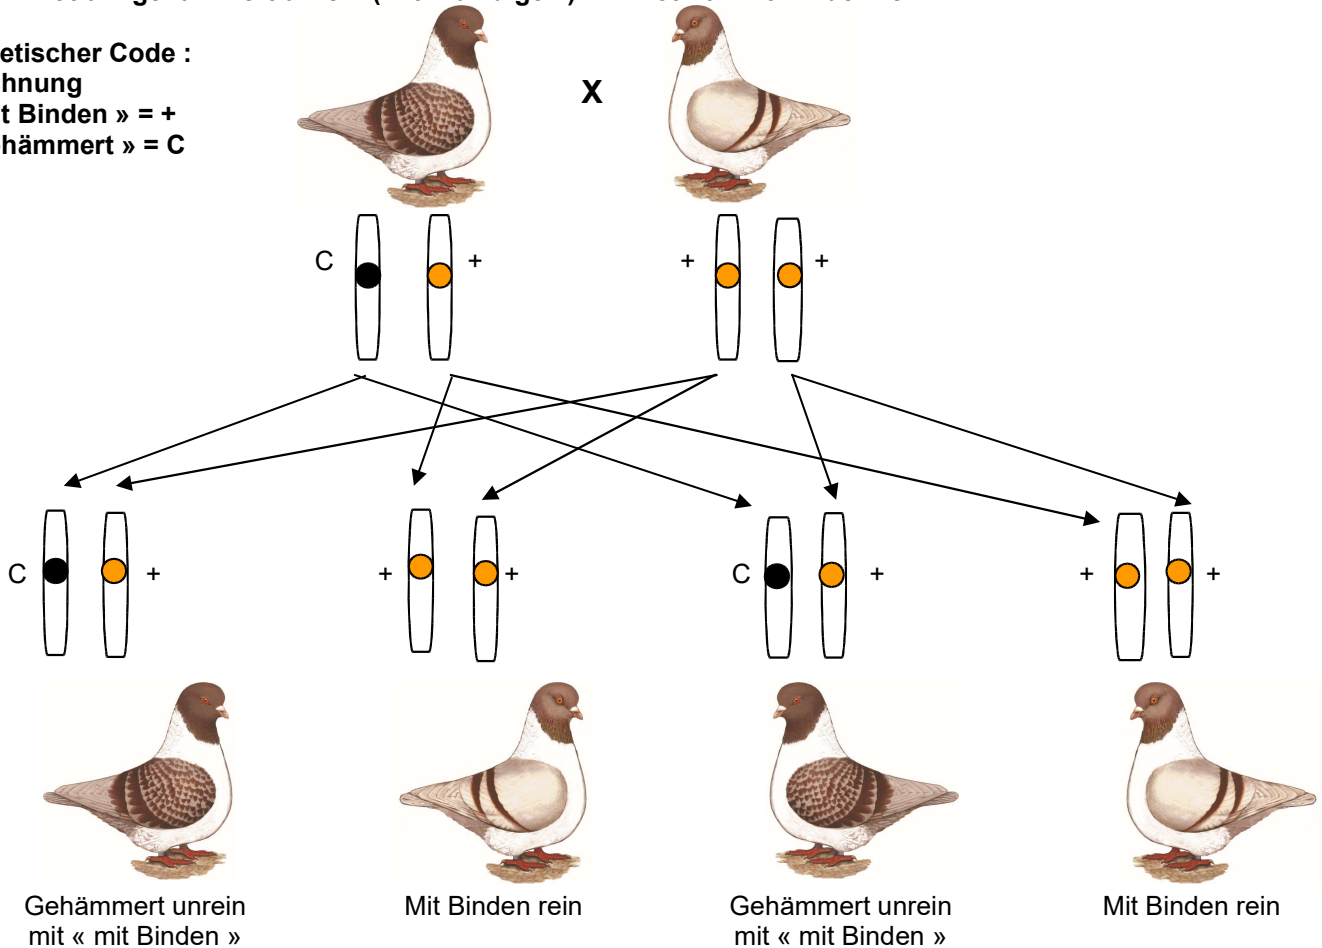 etischer Code :
hnung
t Binden » = +
hämmert » = C
X
C + + +
C + + + C + + +
Gehämmert unrein
mit « mit Binden »
Mit Binden rein
Gehämmert unrein
mit « mit Binden »
Mit Binden rein